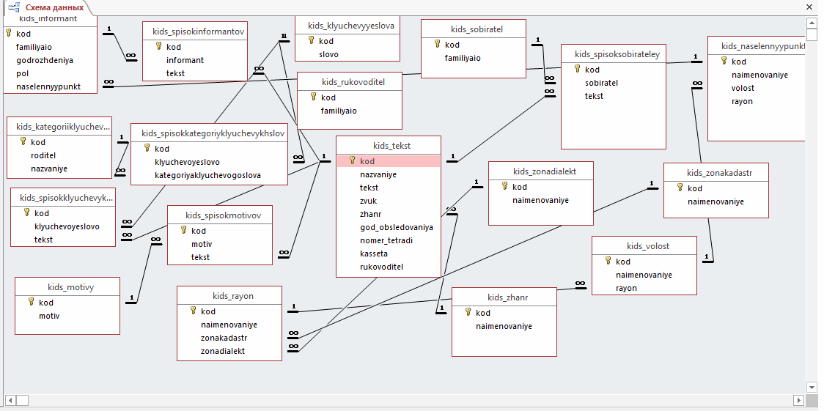 Схема данных
kids_informant
kod
familiyaio
godrozhdeniya
pol
naselennyypunkt
kids_spisokinformantov
kod
informant
tekst
kids_klyuchevyyeslova
kod
slovo
kids_rukovoditel
kod
familiyaio
kids_sobiratel
kod
familiyaio
kids_spisoksobirateley
kod
sobiratel
tekst
kids_naselennyypunkt
kod
naimenovaniye
volost
rayon
kids_kategoriiklyuchev...
kod
roditel
nazvaniye
kids_spisokkategoriyklyuchevykhslov
kod
klyuchevoyeslovo
kategoriyaklyuchevogoslova
kids_tekst
kod
nazvaniye
tekst
zvuk
zhanr
god_obsledovaniya
nomer_tetradi
kasseta
rukovoditel
kids_zonadialekt
kod
naimenovaniye
kids_zonakadastr
kod
naimenovaniye
kids_spisokklyuchevyk...
kod
klyuchevoyeslovo
tekst
kids_spisokmotivov
kod
motiv
tekst
kids_volost
kod
naimenovaniye
rayon
kids_motivy
kod
motiv
kids_rayon
kod
naimenovaniye
zonakadastr
zonadialekt
kids_zhanr
kod
naimenovaniye